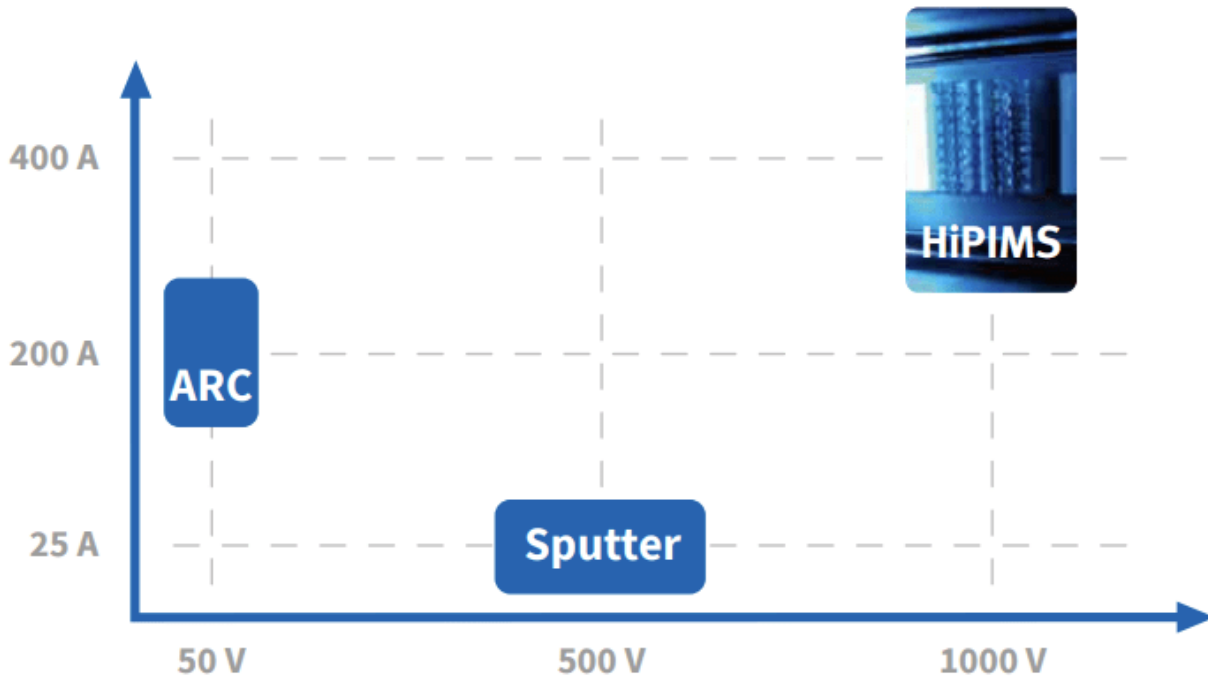 400 A
HiPIMS
200 A
ARC
25 A
Sputter
50 V
500 V
1000 V